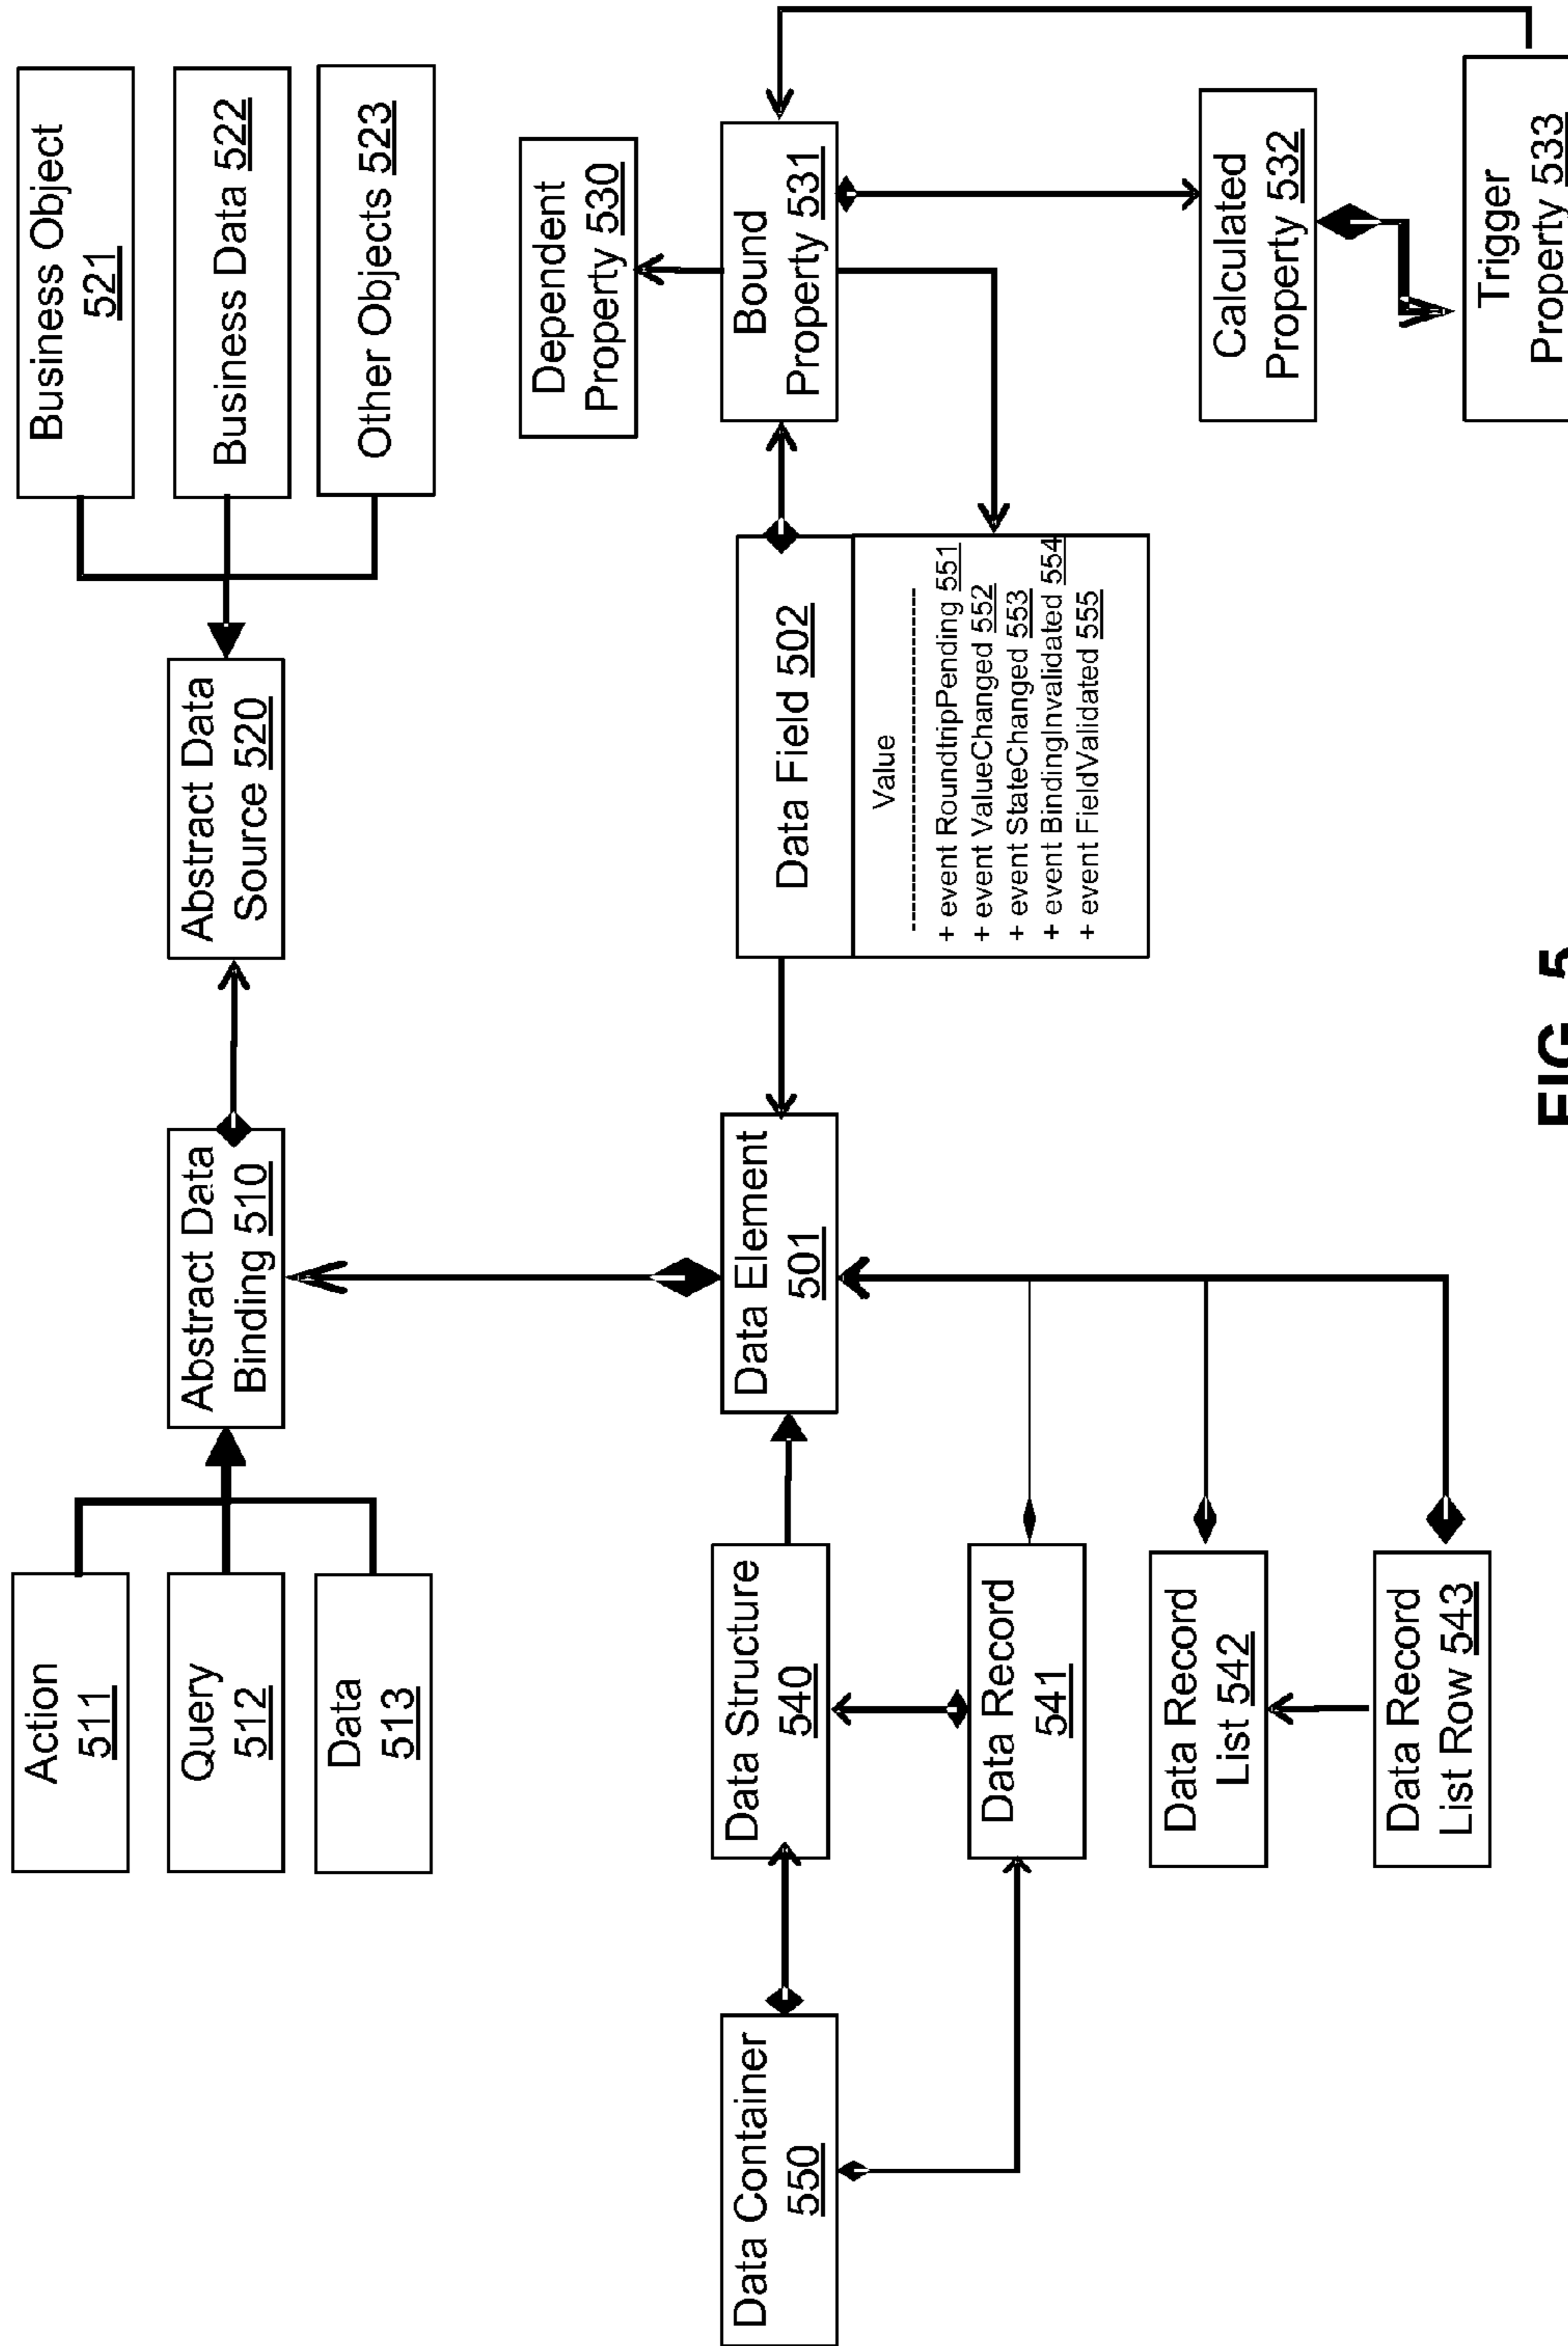 Action
511
Query
512
Data
513
Abstract Data
Binding 510
Abstract Data
Source 520
Business Object
521
Business Data 522
Other Objects 523
Data Container
550
Data Structure
540
Data Record
541
Data Record
List 542
Data Record
List Row 543
Data Element
501
Data Field 502
Value
--------------------------------
+ event RoundtripPending 551
+ event ValueChanged 552
+ event StateChanged 553
+ event BindingInvalidated 554
+ event FieldValidated 555
Dependent
Property 530
Bound
Property 531
Calculated
Property 532
Trigger
Property 533
FIG. 5